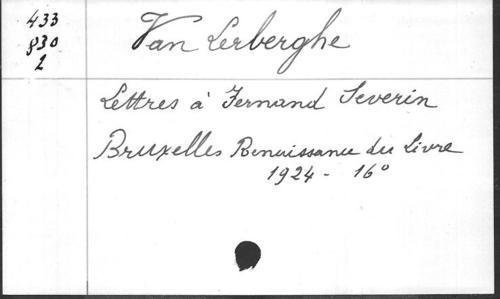 433
830
2
Van Lerberghe
Lettres à Fernand Severin
Bruxelles Renaissance du Livre
1924 - 16°